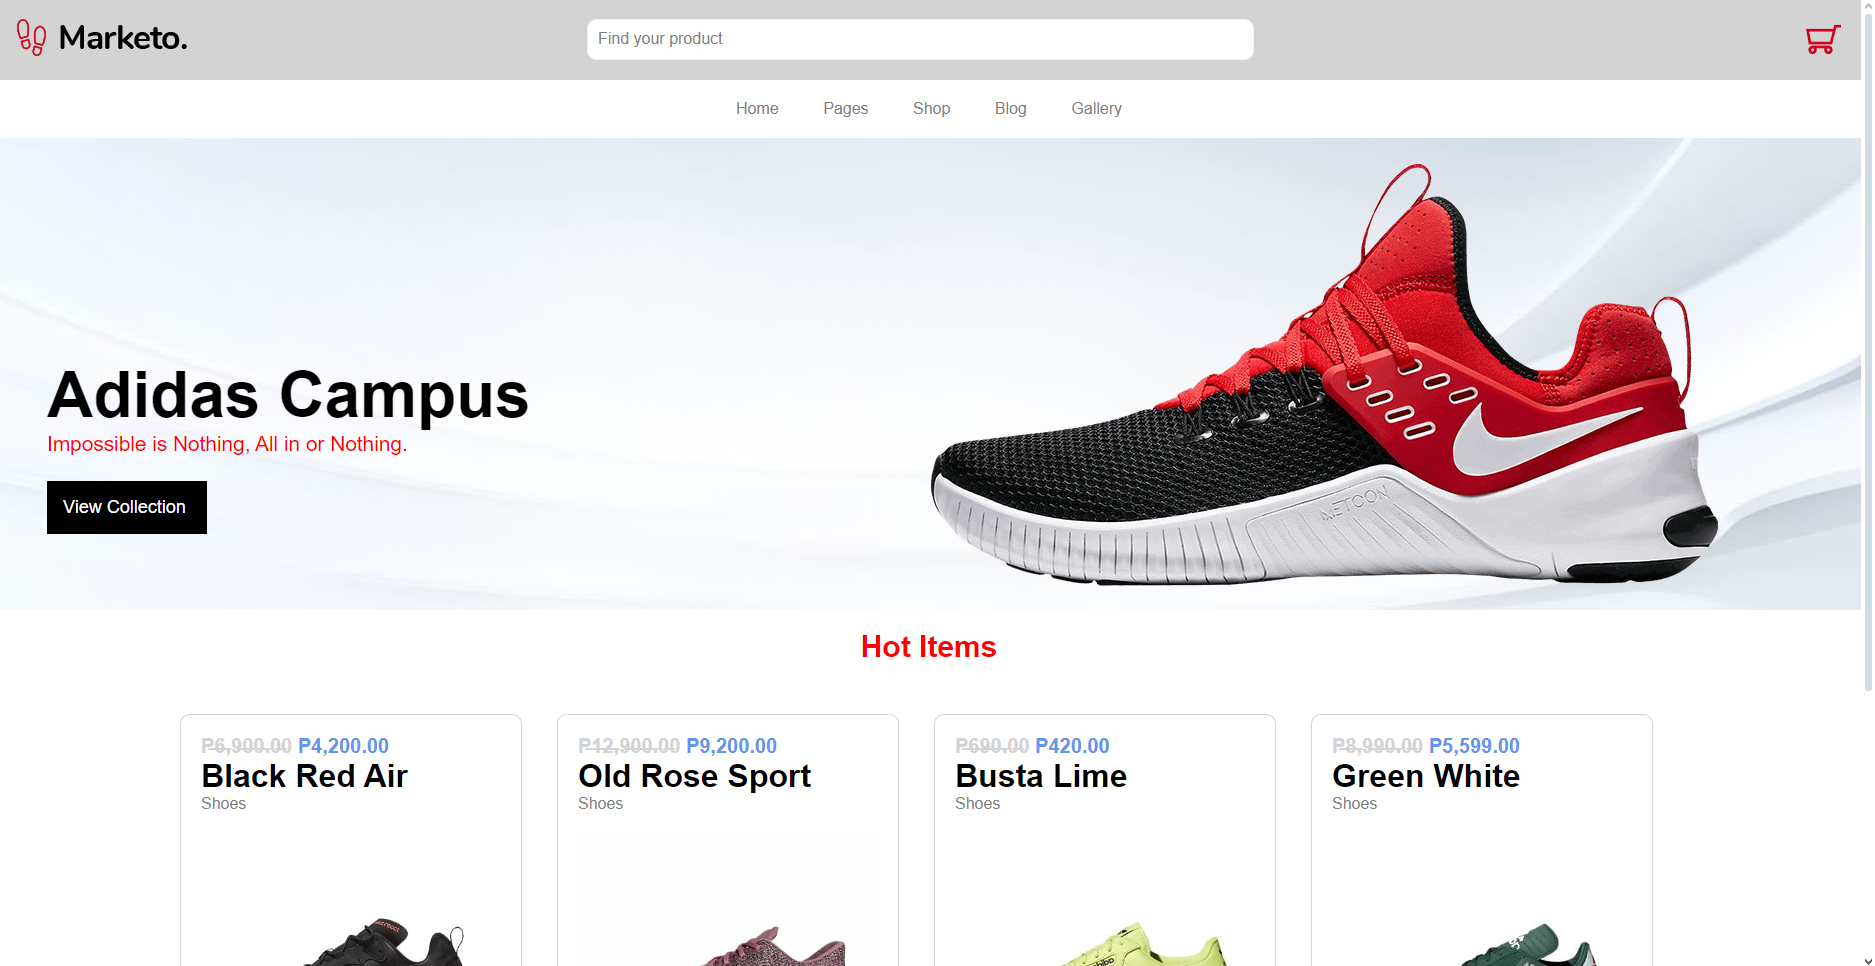 Marketo.
Find your product
Home Pages Shop Blog Gallery
Adidas Campus
Impossible is Nothing, All in or Nothing.
View Collection
METCON
Hot Items
₱6,900.00 ₱4,200.00
Black Red Air
Shoes
₱12,900.00 ₱9,200.00
Old Rose Sport
Shoes
₱690.00 ₱420.00
Busta Lime
Shoes
₱8,990.00 ₱5,599.00
Green White
Shoes